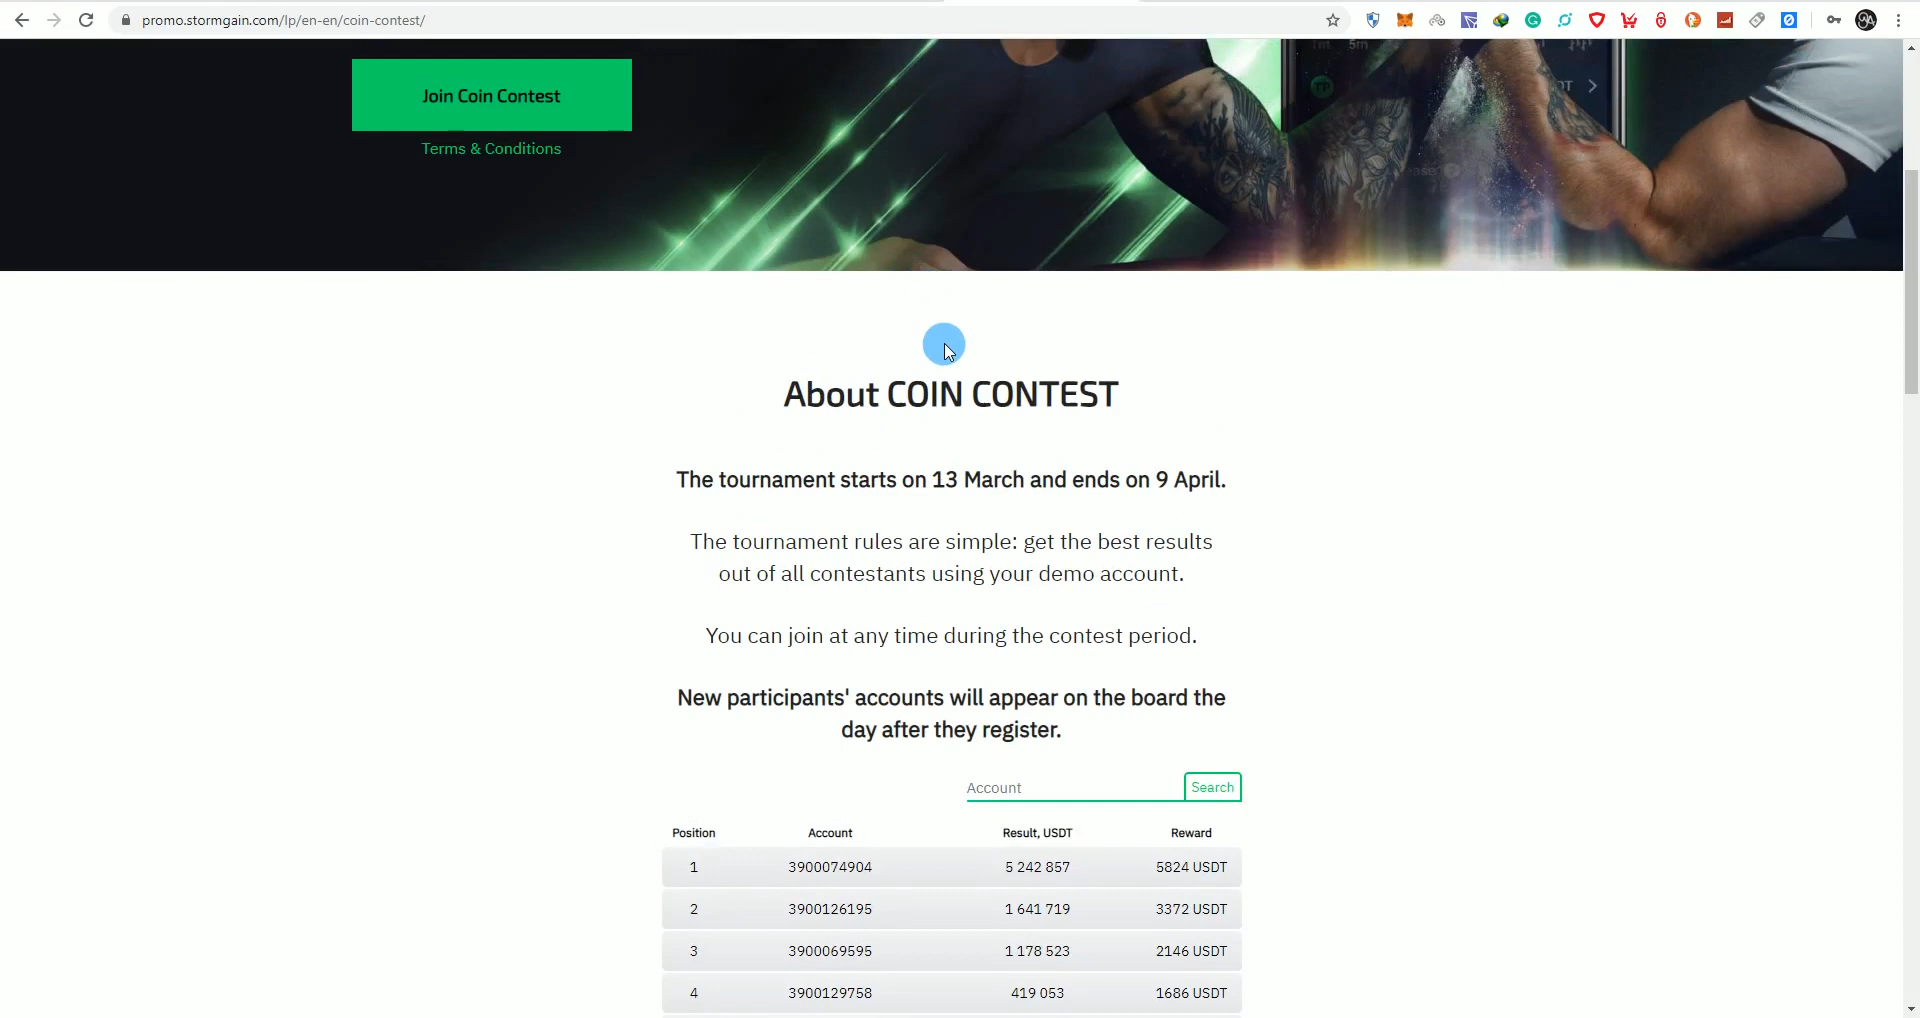 promo.stormgain.com/lp/en-en/coin-contest/
5th
Join Coin Contest
Terms & Conditions
About COIN CONTEST
The tournament starts on 13 March and ends on 9 April.
The tournament rules are simple: get the best results
out of all contestants using your demo account.
You can join at any time during the contest period.
New participants' accounts will appear on the board the
day after they register.
Account Search
Position Account Result, USDT Reward
1 3900074904 5 242 857 5824 USDT
2 3900126195 1 641 719 3372 USDT
3 3900069595 1 178 523 2146 USDT
4 3900129758 419 053 1686 USDT